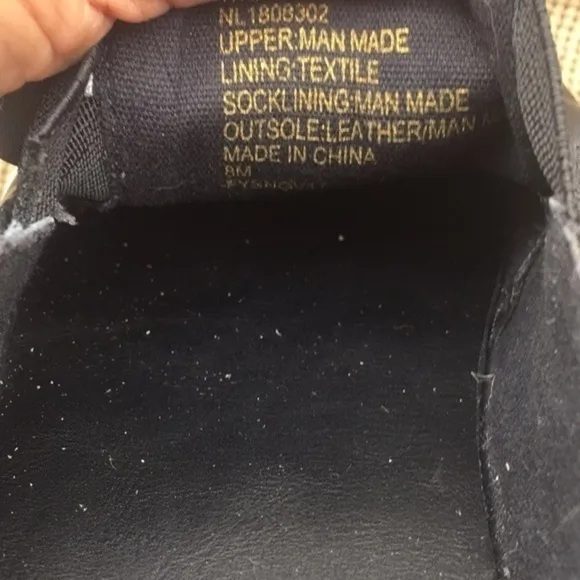 NL1808302
UPPER:MAN MADE
LINING:TEXTILE
SOCKLINING:MAN MADE
OUTSOLE:LEATHER/MAN
MADE IN CHINA
8M